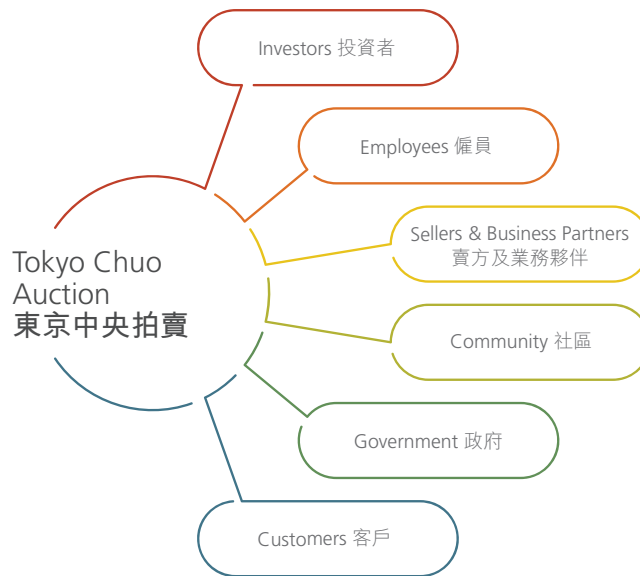 Investors 投資者
Employees 僱員
Sellers & Business Partners
賣方及業務夥伴
Tokyo Chuo
Auction
東京中央拍賣
Community 社區
Government 政府
Customers 客戶